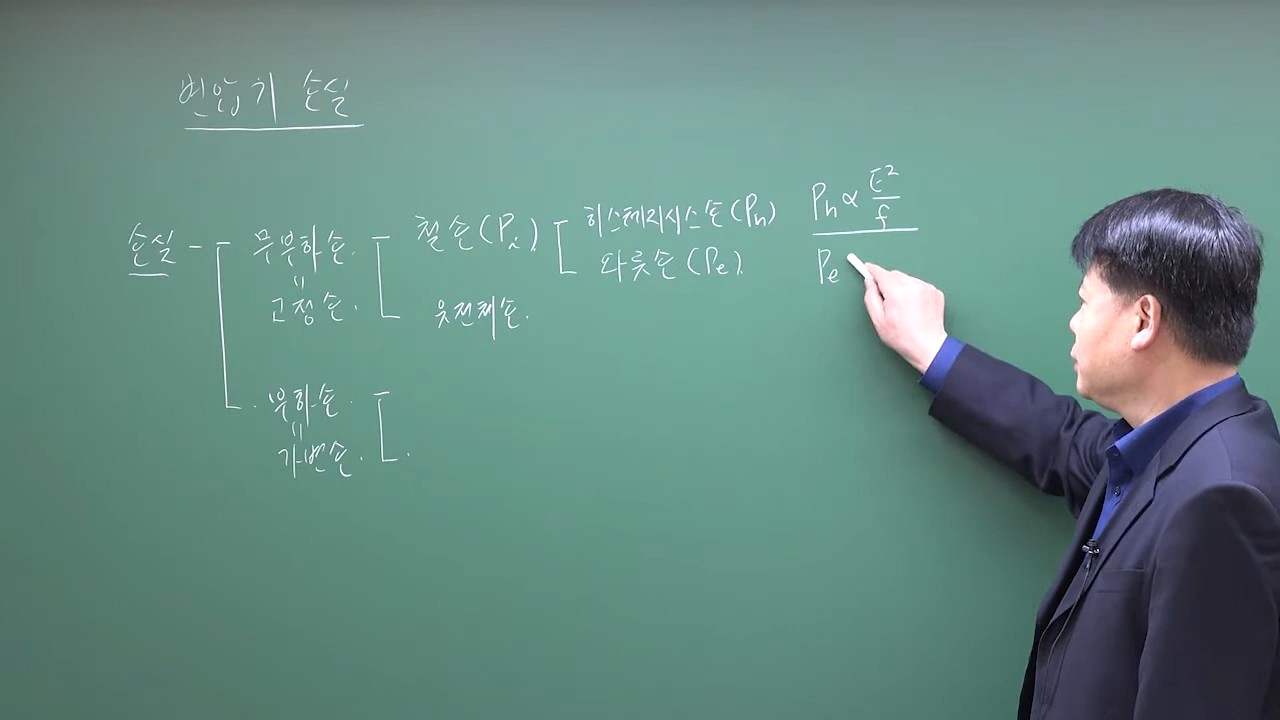 변압기 손실
손실
무부하손.
=
고정손.
철손(Pi)
히스테리시스손(Ph)
와류손(Pe).
Ph ∝ E²/f
Pe
유전체손.
부하손.
=
가변손.